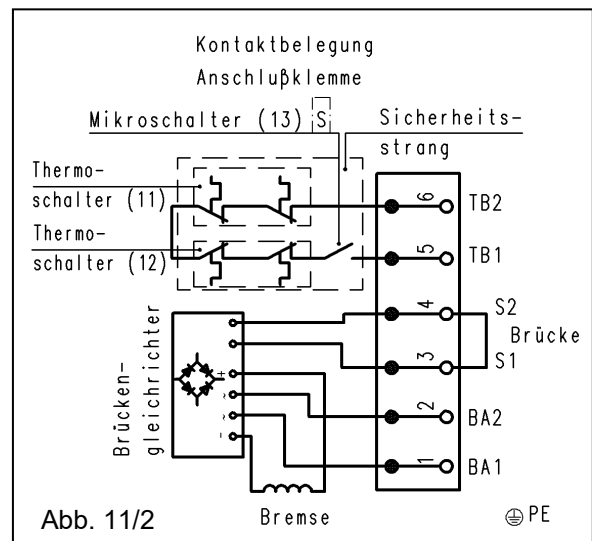 Kontaktbelegung
Anschlußklemme
Mikroschalter (13) S
Sicherheits-
strang
Thermo-
schalter (11)
Thermo-
schalter (12)
6 TB2
5 TB1
4 S2
Brücke
3 S1
2 BA2
1 BA1
Brücken-
gleichrichter
+
~
~
-
Bremse
PE
Abb. 11/2